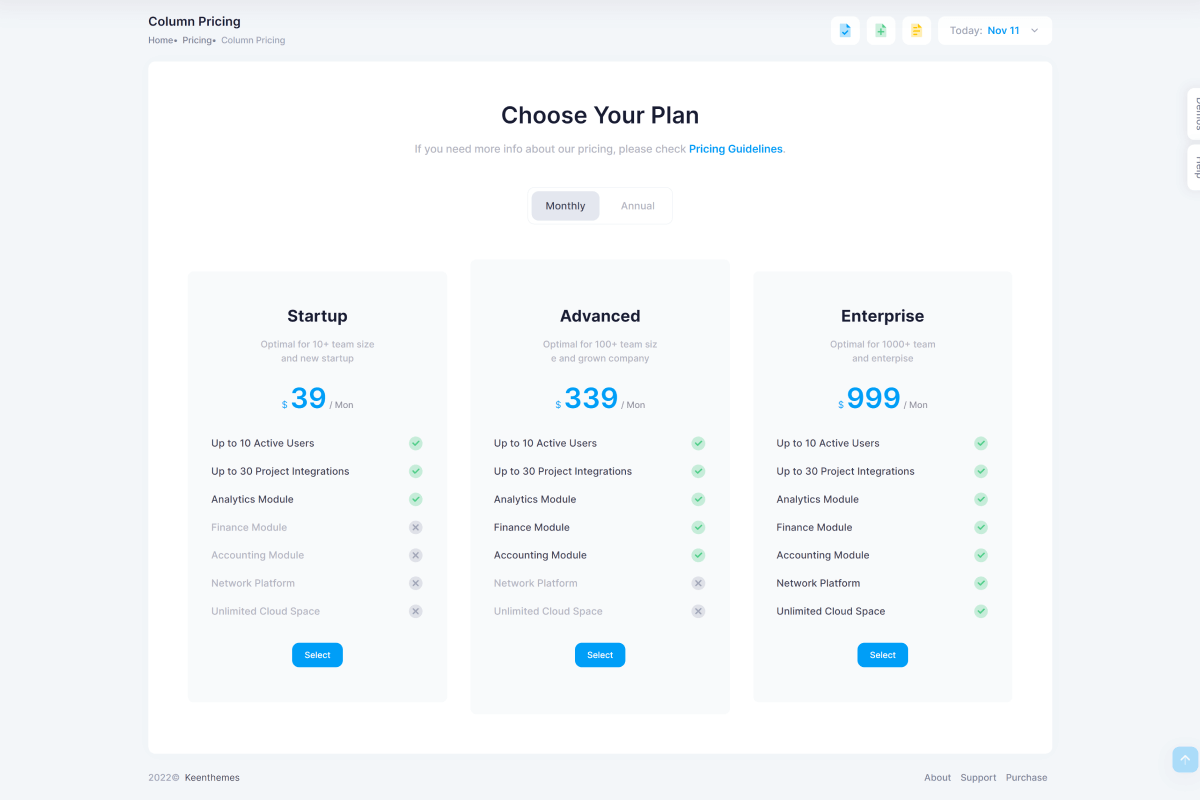 Column Pricing
Home• Pricing• Column Pricing
Today: Nov 11
Demos
Help
Choose Your Plan
If you need more info about our pricing, please check Pricing Guidelines.
Monthly Annual
Startup
Optimal for 10+ team size
and new startup
$ 39 / Mon
Up to 10 Active Users
Up to 30 Project Integrations
Analytics Module
Finance Module
Accounting Module
Network Platform
Unlimited Cloud Space
Select
Advanced
Optimal for 100+ team siz
e and grown company
$ 339 / Mon
Up to 10 Active Users
Up to 30 Project Integrations
Analytics Module
Finance Module
Accounting Module
Network Platform
Unlimited Cloud Space
Select
Enterprise
Optimal for 1000+ team
and enterpise
$ 999 / Mon
Up to 10 Active Users
Up to 30 Project Integrations
Analytics Module
Finance Module
Accounting Module
Network Platform
Unlimited Cloud Space
Select
2022© Keenthemes
About Support Purchase